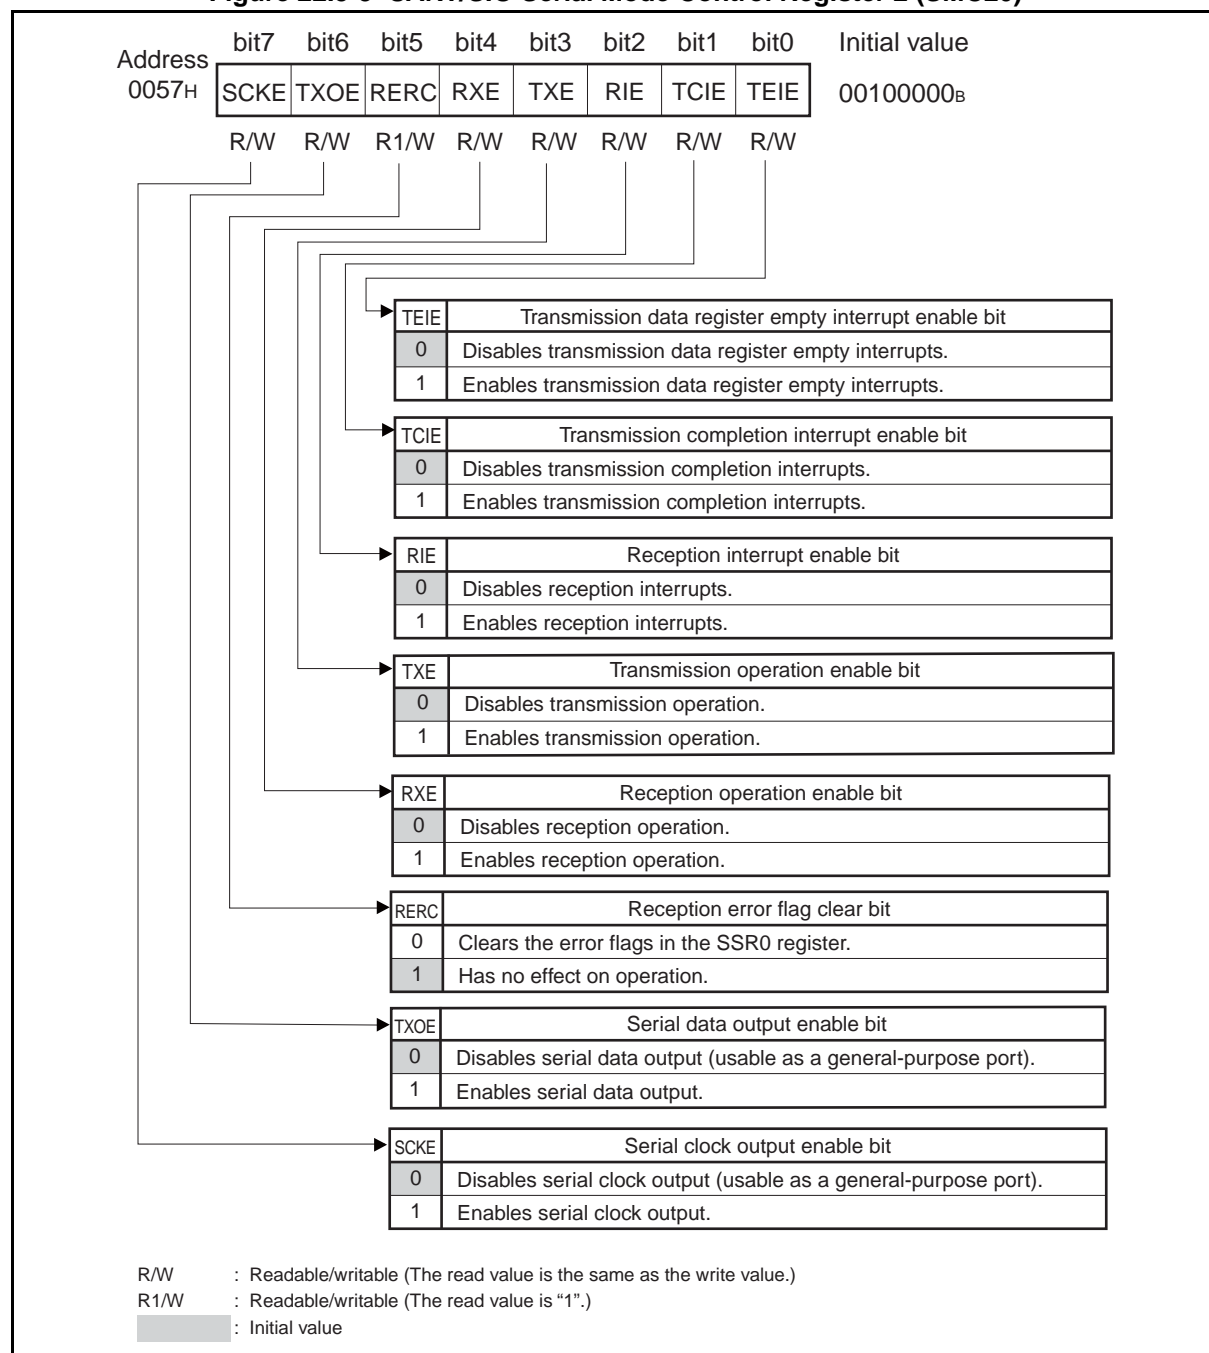 bit7 bit6 bit5 bit4 bit3 bit2 bit1 bit0 Initial value
Address
0057H SCKE TXOE RERC RXE TXE RIE TCIE TEIE 00100000B
R/W R/W R1/W R/W R/W R/W R/W R/W
TEIE Transmission data register empty interrupt enable bit
0 Disables transmission data register empty interrupts.
1 Enables transmission data register empty interrupts.
TCIE Transmission completion interrupt enable bit
0 Disables transmission completion interrupts.
1 Enables transmission completion interrupts.
RIE Reception interrupt enable bit
0 Disables reception interrupts.
1 Enables reception interrupts.
TXE Transmission operation enable bit
0 Disables transmission operation.
1 Enables transmission operation.
RXE Reception operation enable bit
0 Disables reception operation.
1 Enables reception operation.
RERC Reception error flag clear bit
0 Clears the error flags in the SSR0 register.
1 Has no effect on operation.
TXOE Serial data output enable bit
0 Disables serial data output (usable as a general-purpose port).
1 Enables serial data output.
SCKE Serial clock output enable bit
0 Disables serial clock output (usable as a general-purpose port).
1 Enables serial clock output.
R/W : Readable/writable (The read value is the same as the write value.)
R1/W : Readable/writable (The read value is “1”.)
: Initial value